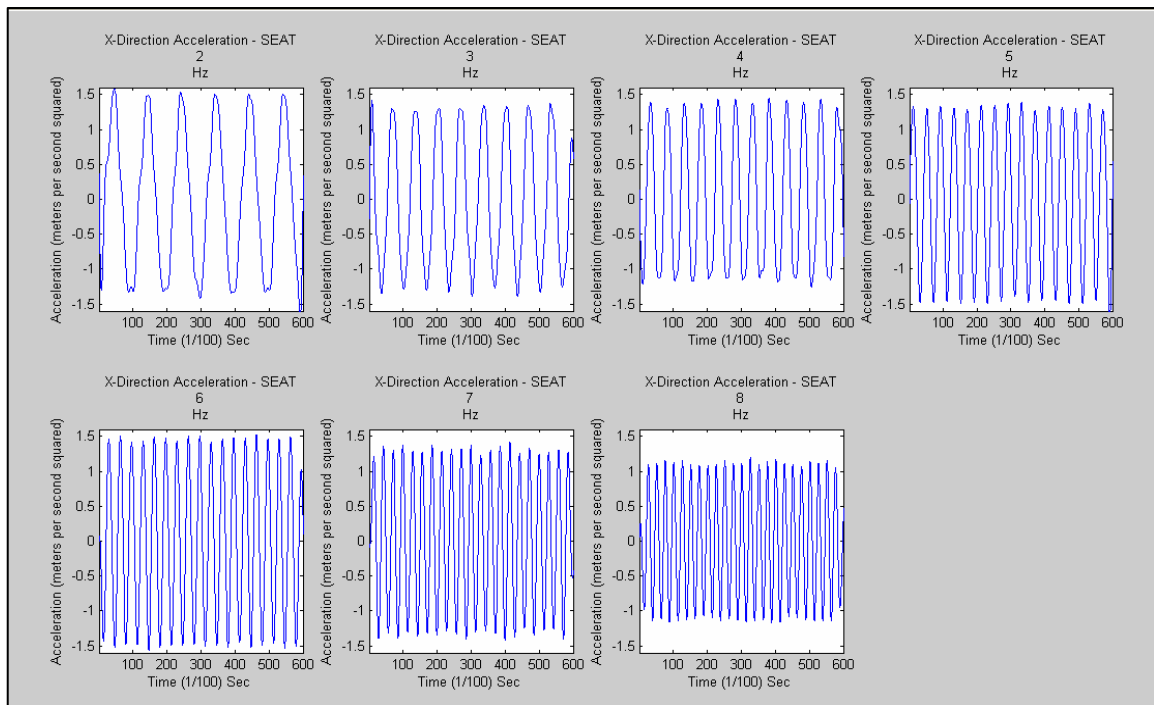 X-Direction Acceleration - SEAT
2
Hz
Acceleration (meters per second squared)
1.5
1
0.5
0
-0.5
-1
-1.5
100 200 300 400 500 600
Time (1/100) Sec
X-Direction Acceleration - SEAT
3
Hz
Acceleration (meters per second squared)
1.5
1
0.5
0
-0.5
-1
-1.5
100 200 300 400 500 600
Time (1/100) Sec
X-Direction Acceleration - SEAT
4
Hz
Acceleration (meters per second squared)
1.5
1
0.5
0
-0.5
-1
-1.5
100 200 300 400 500 600
Time (1/100) Sec
X-Direction Acceleration - SEAT
5
Hz
Acceleration (meters per second squared)
1.5
1
0.5
0
-0.5
-1
-1.5
100 200 300 400 500 600
Time (1/100) Sec
X-Direction Acceleration - SEAT
6
Hz
Acceleration (meters per second squared)
1.5
1
0.5
0
-0.5
-1
-1.5
100 200 300 400 500 600
Time (1/100) Sec
X-Direction Acceleration - SEAT
7
Hz
Acceleration (meters per second squared)
1.5
1
0.5
0
-0.5
-1
-1.5
100 200 300 400 500 600
Time (1/100) Sec
X-Direction Acceleration - SEAT
8
Hz
Acceleration (meters per second squared)
1.5
1
0.5
0
-0.5
-1
-1.5
100 200 300 400 500 600
Time (1/100) Sec